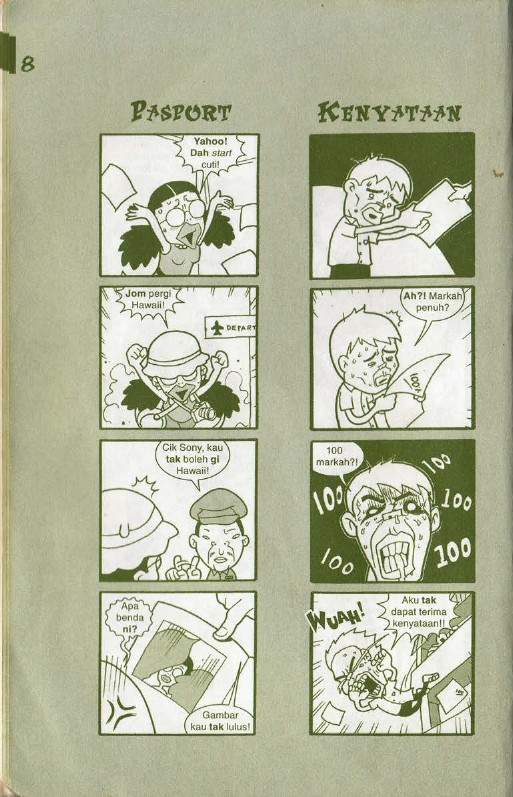 8
PASPORT
Yahoo!
Dah start
cuti!
Jom pergi
Hawaii!
DEPART
Cik Sony, kau
tak boleh gi
Hawaii!
Apa
benda
ni?
Gambar
kau tak lulus!
KENYATAAN
Ah?! Markah
penuh?
100
100
markah?!
100
100
100
100
100
WUAH!
Aku tak
dapat terima
kenyataan!!